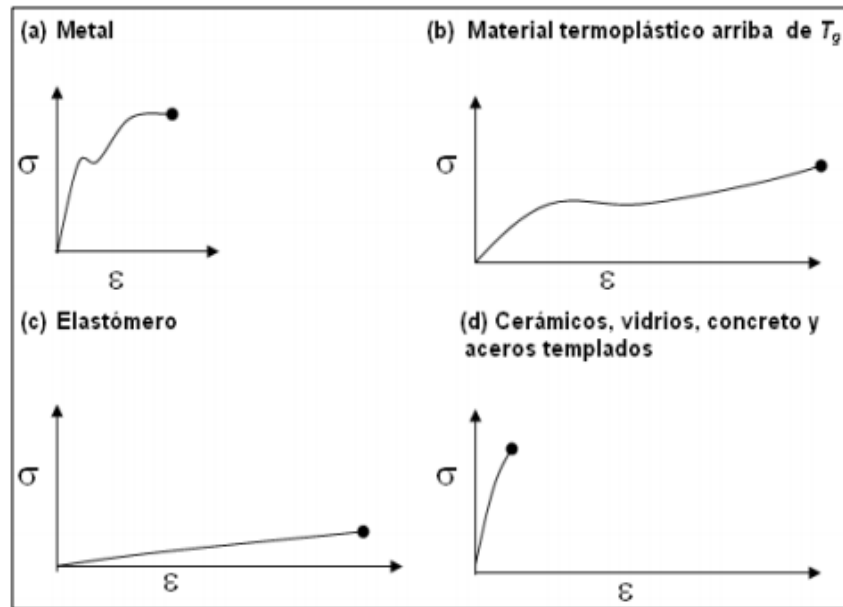 (a) Metal
(b) Material termoplástico arriba de Tg
σ
ε
σ
ε
(c) Elastómero
(d) Cerámicos, vidrios, concreto y
aceros templados
σ
ε
σ
ε